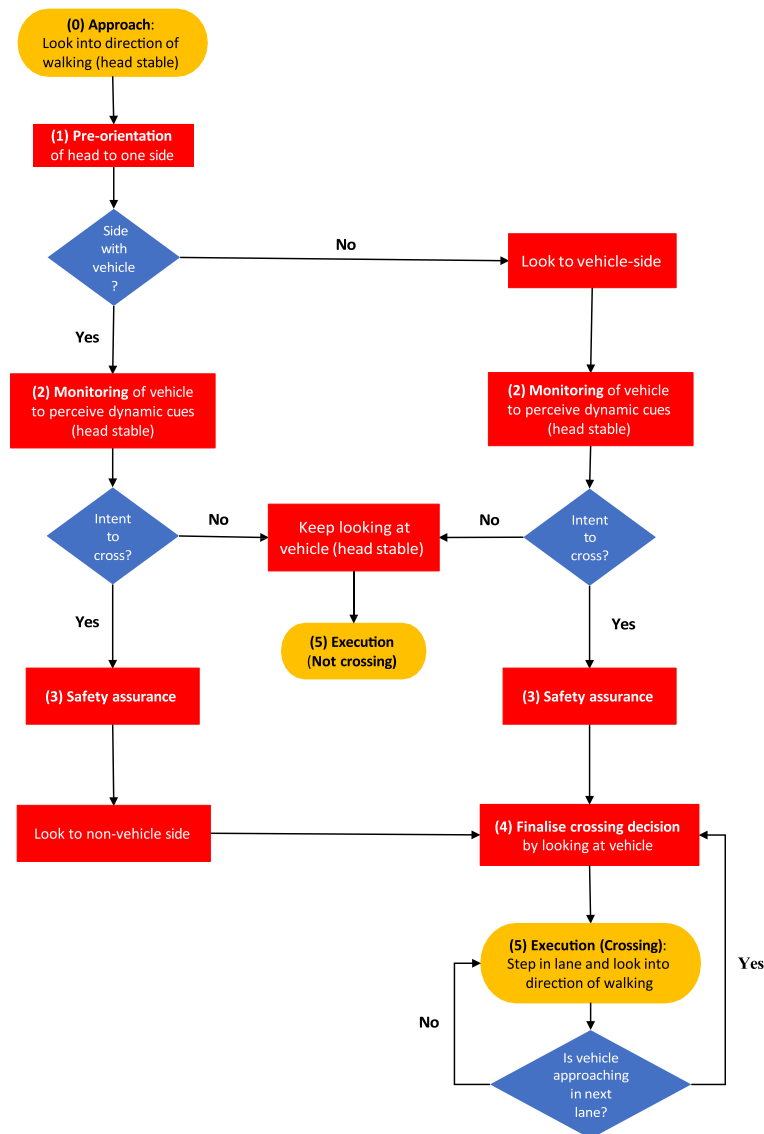 (0) Approach:
Look into direction of
walking (head stable)
(1) Pre-orientation
of head to one side
Side
with
vehicle
?
No
Look to vehicle-side
Yes
(2) Monitoring of vehicle
to perceive dynamic cues
(head stable)
(2) Monitoring of vehicle
to perceive dynamic cues
(head stable)
Intent
to
cross?
No
Keep looking at
vehicle (head stable)
No
Intent
to
cross?
Yes
(5) Execution
(Not crossing)
Yes
(3) Safety assurance
(3) Safety assurance
Look to non-vehicle side
(4) Finalise crossing decision
by looking at vehicle
(5) Execution (Crossing):
Step in lane and look into
direction of walking
Yes
No
Is vehicle
approaching
in next
lane?